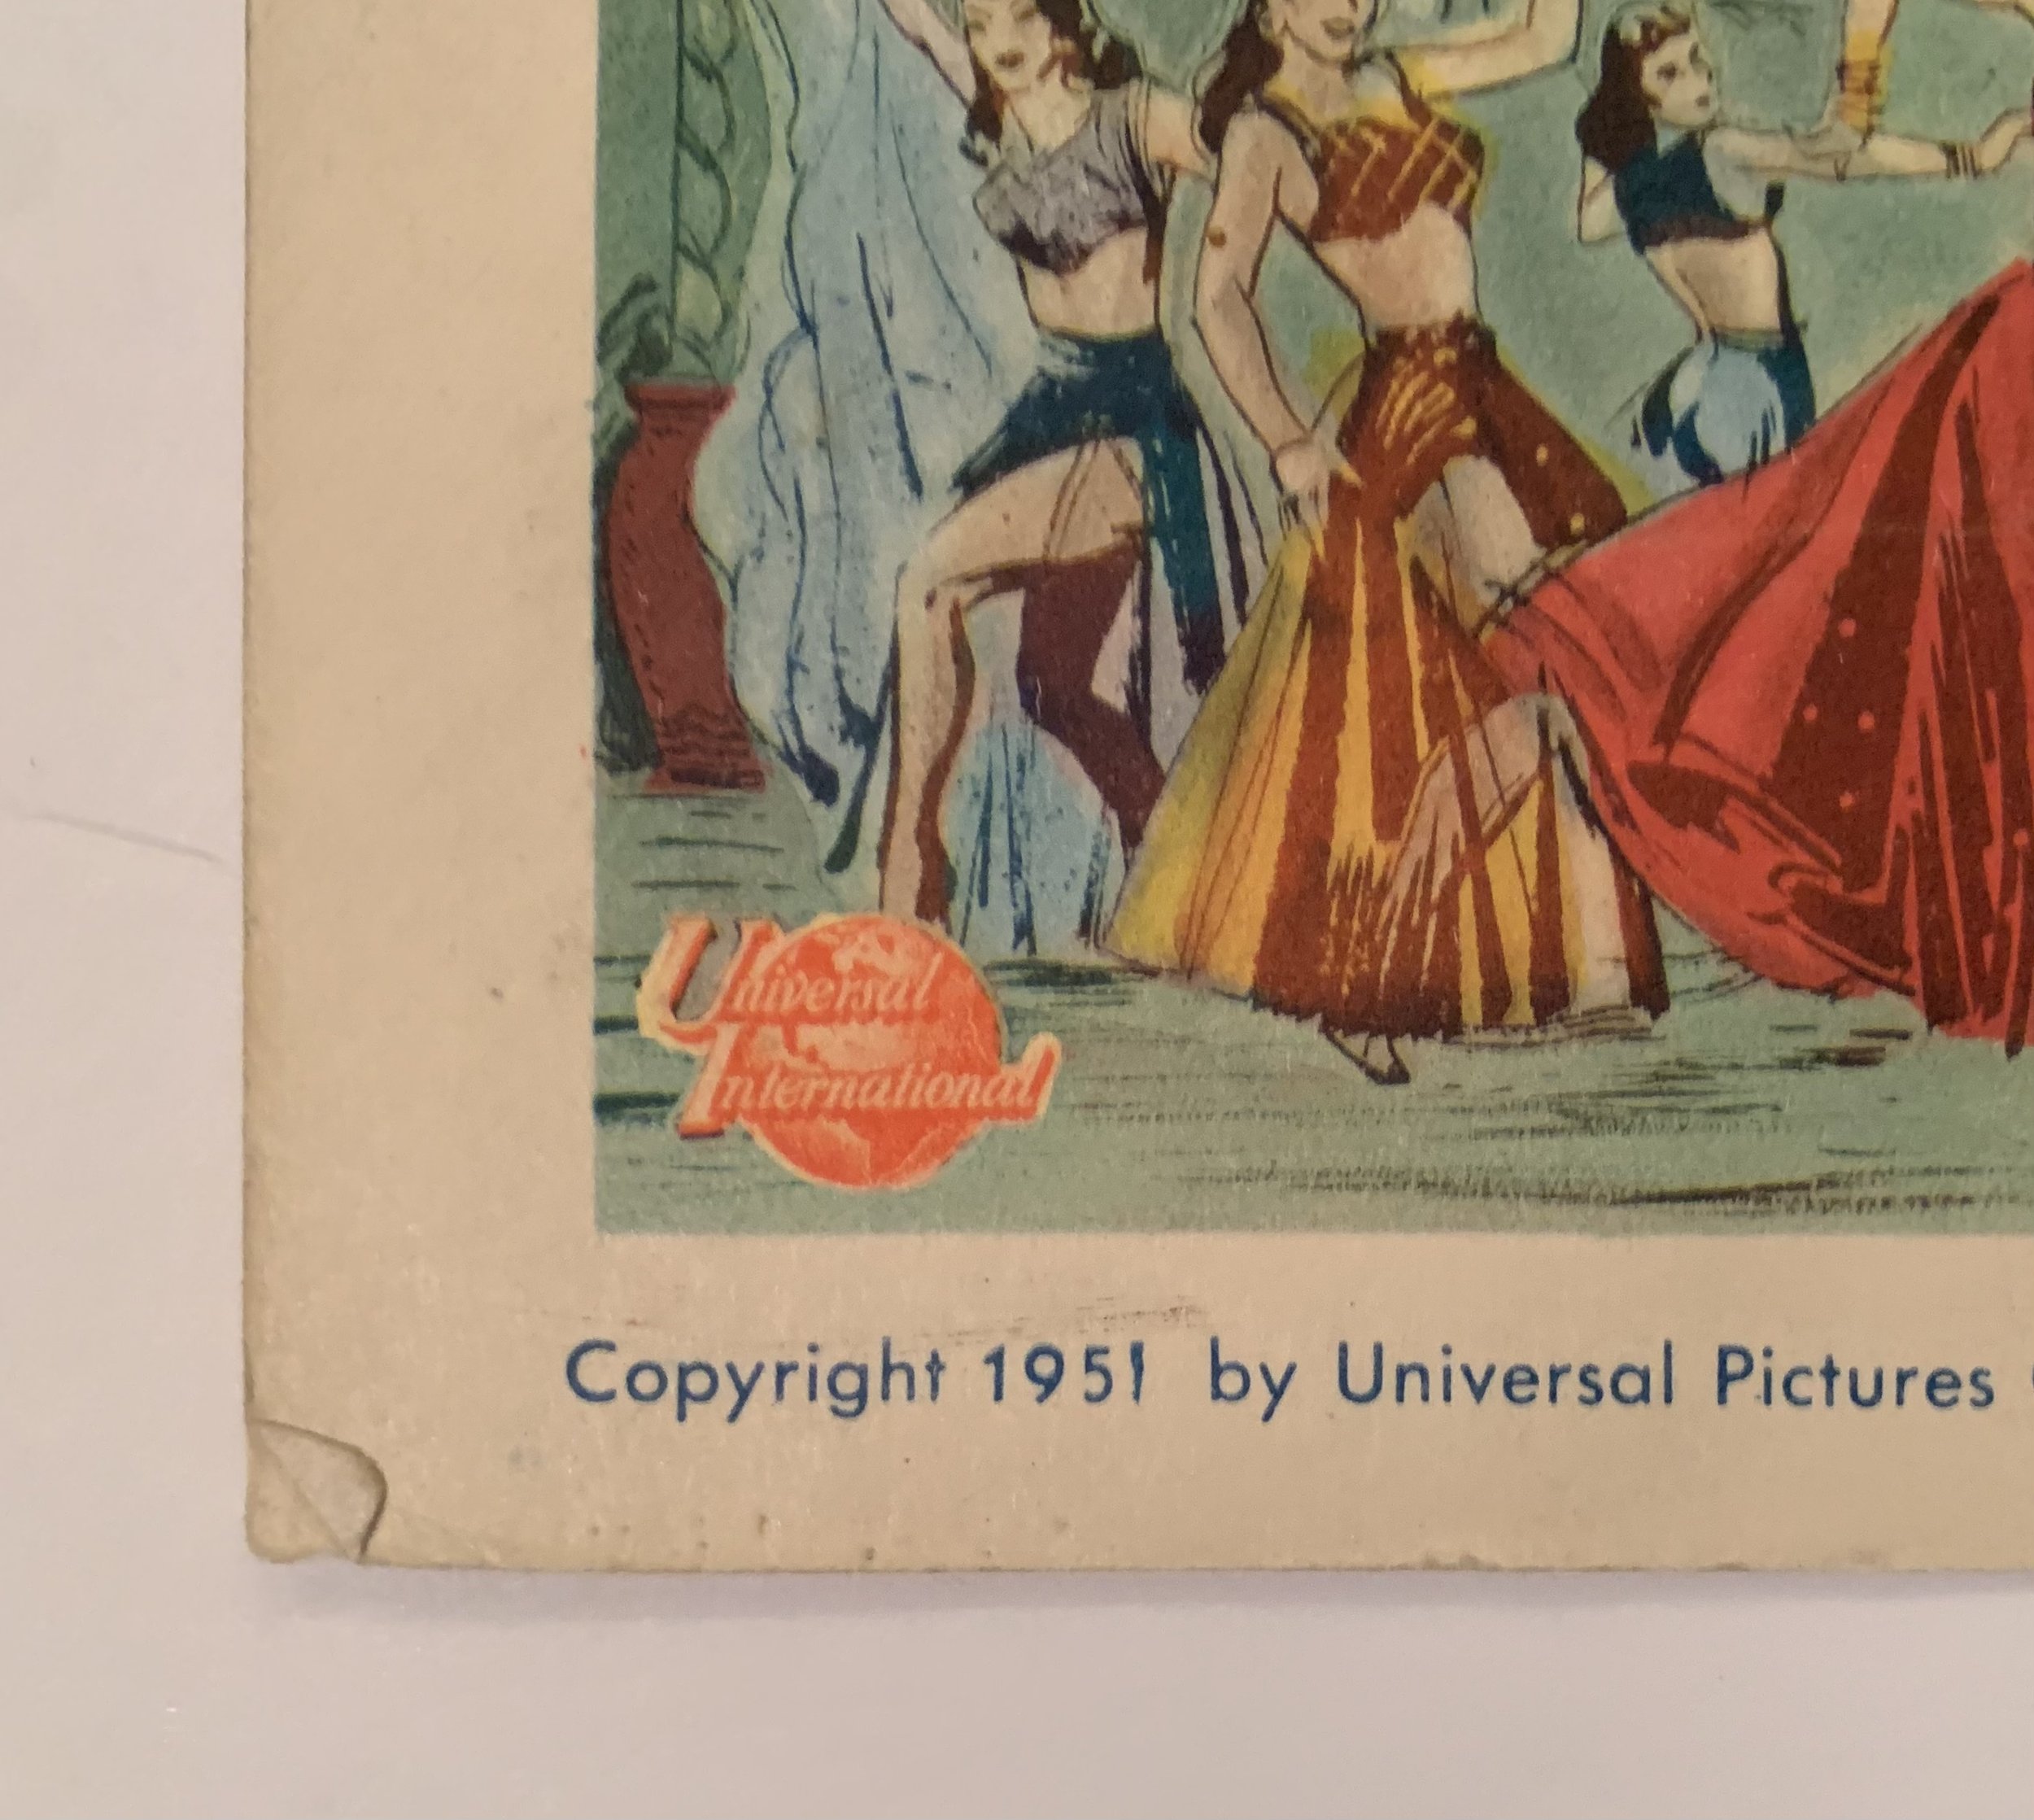 Universal
International
Copyright 1951 by Universal Pictures